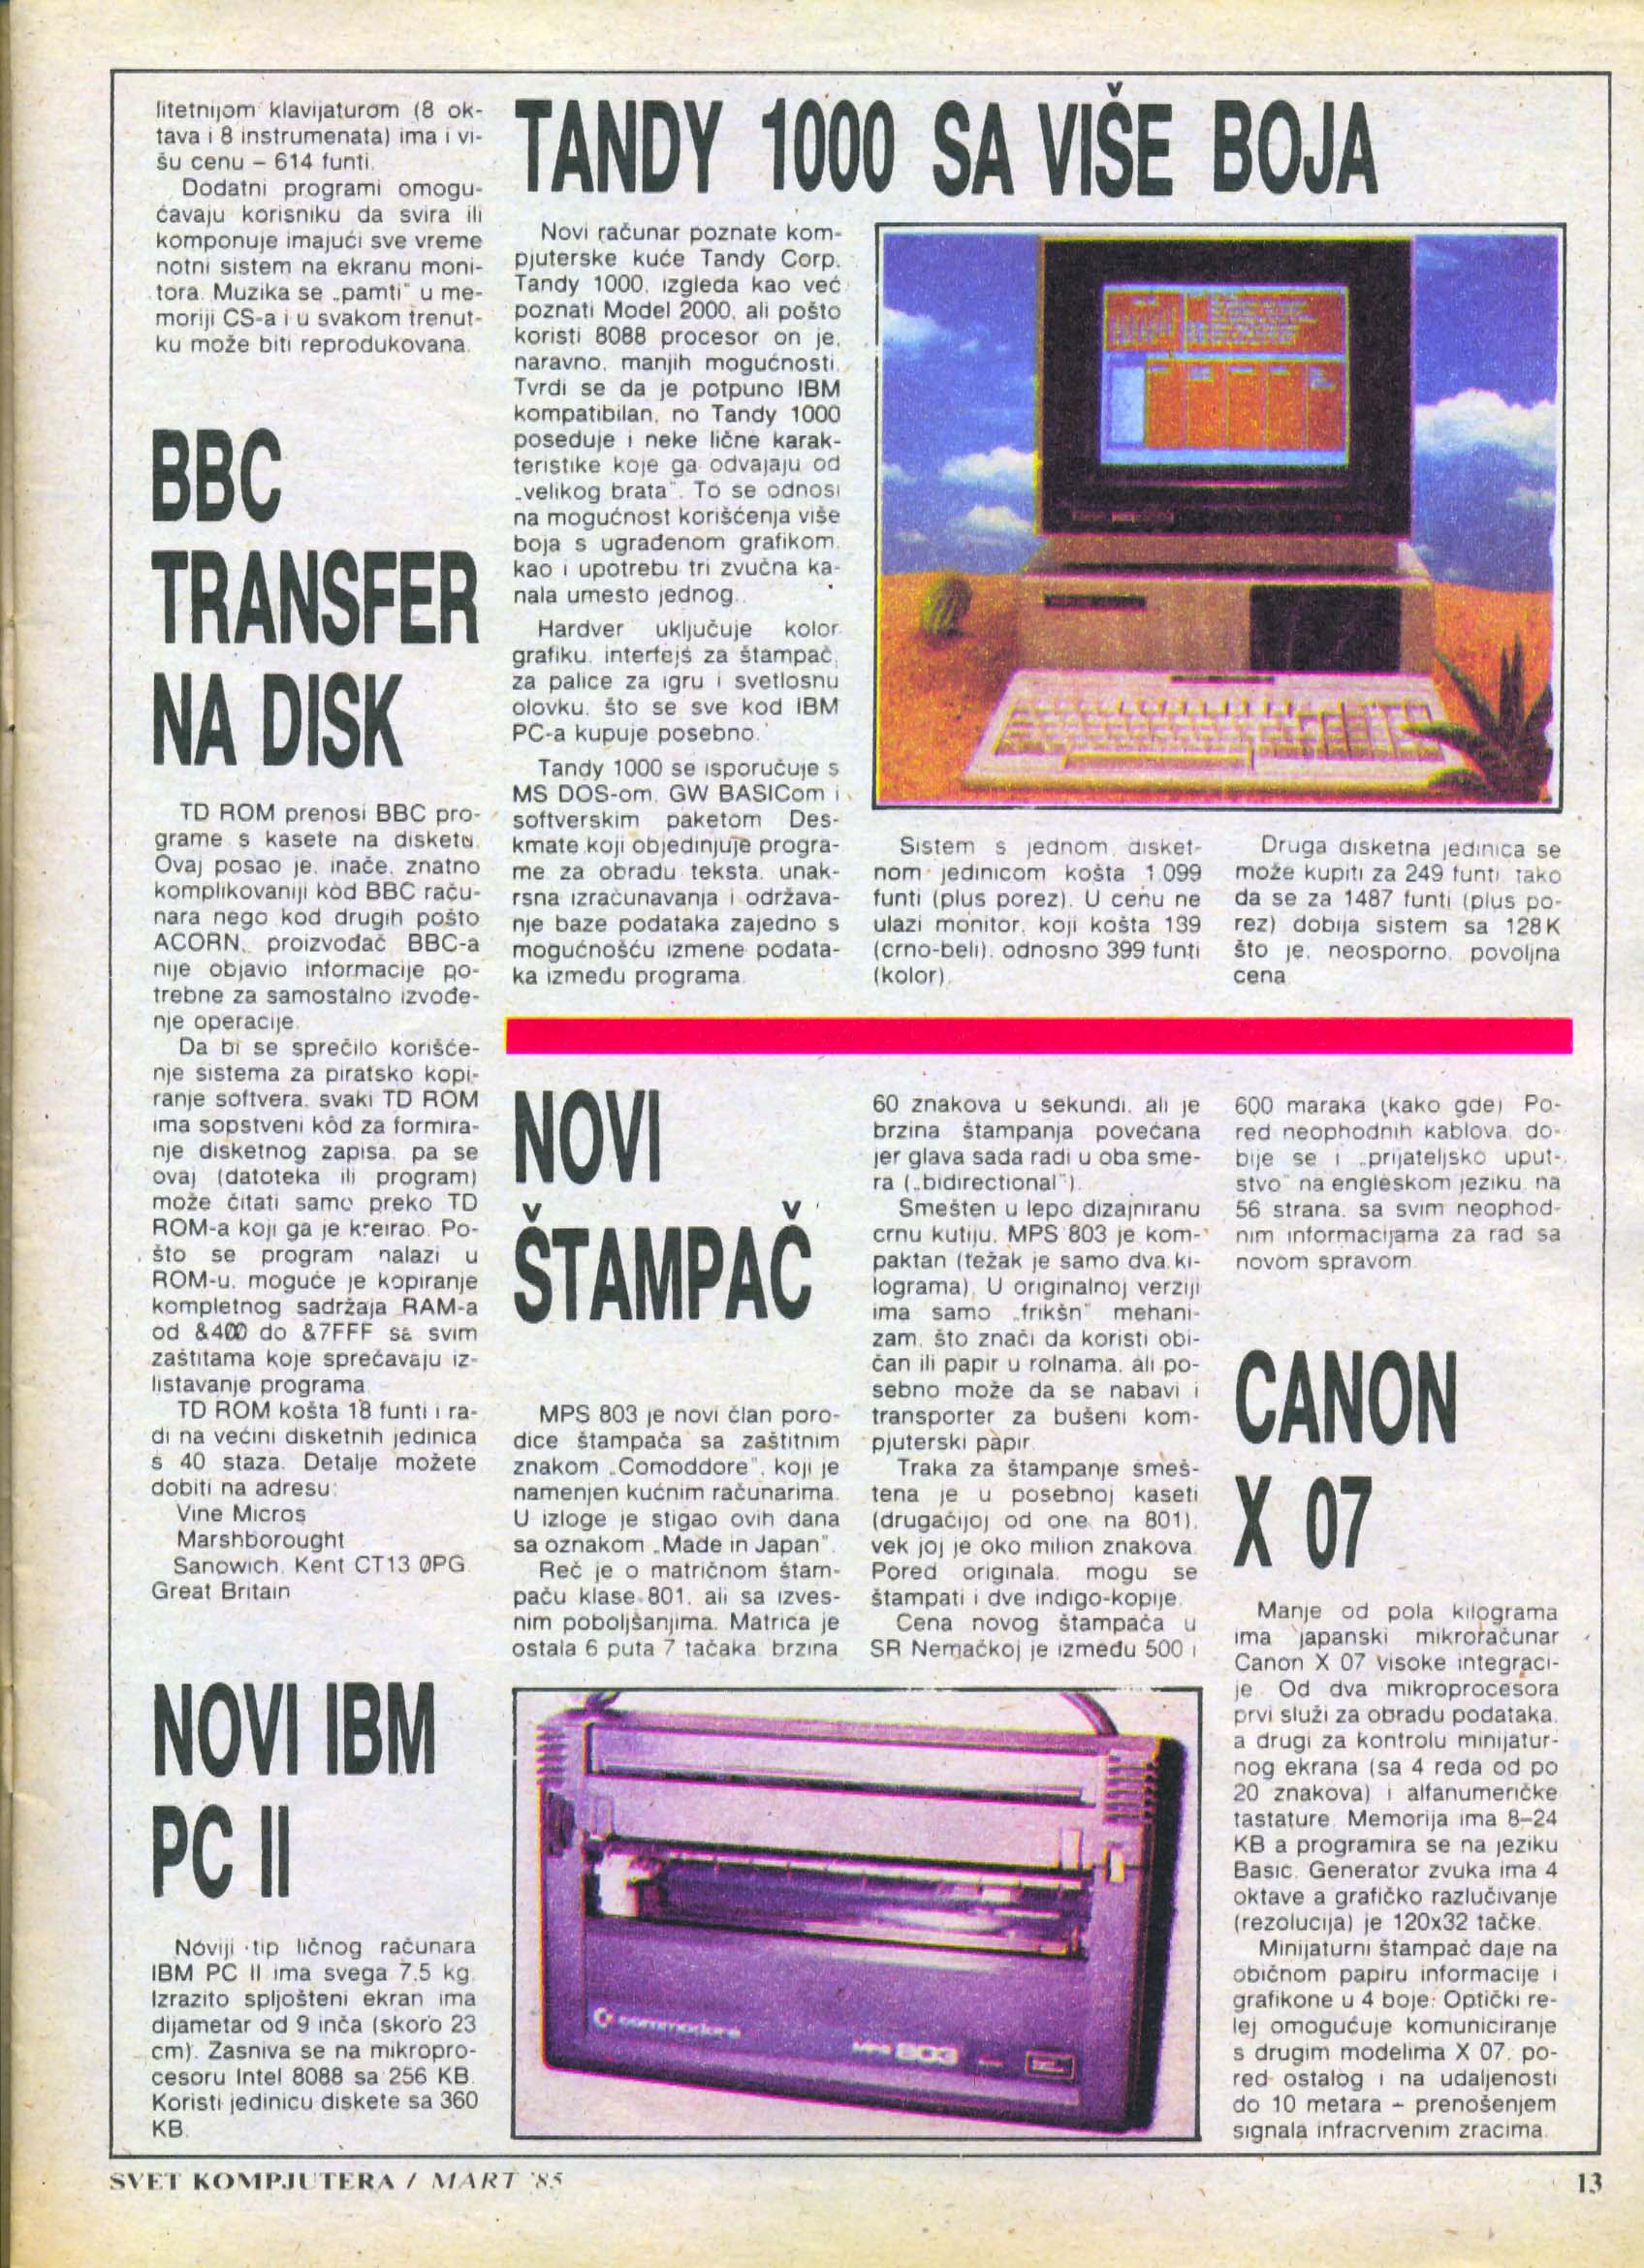 litetnijom klavijaturom (8 ok-
tava i 8 instrumenata) ima i vi-
šu cenu – 614 funti.
Dodatni programi omogu-
ćavaju korisniku da svira ili
komponuje imajući sve vreme
notni sistem na ekranu moni-
tora. Muzika se „pamti" u me-
moriji CS-a i u svakom trenut-
ku može biti reprodukovana.
BBC
TRANSFER
NA DISK
TD ROM prenosi BBC pro-
grame s kasete na disketu.
Ovaj posao je, inače, znatno
komplikovaniji kod BBC raču-
nara nego kod drugih pošto
ACORN, proizvođač BBC-a
nije objavio informacije po-
trebne za samostalno izvođe-
nje operacije.
Da bi se sprečilo korišće-
nje sistema za piratsko kopi-
ranje softvera, svaki TD ROM
ima sopstveni kôd za formira-
nje disketnog zapisa, pa se
ovaj (datoteka ili program)
može čitati samo preko TD
ROM-a koji ga je kreirao. Po-
što se program nalazi u
ROM-u, moguće je kopiranje
kompletnog sadržaja RAM-a
od &400 do &7FFF sa svim
zaštitama koje sprečavaju iz-
listavanje programa.
TD ROM košta 18 funti i ra-
di na većini disketnih jedinica
s 40 staza. Detalje možete
dobiti na adresu:
Vine Micros
Marshborought
Sanowich, Kent CT13 0PG
Great Britain
NOVI IBM
PC II
Noviji tip ličnog računara
IBM PC II ima svega 7,5 kg.
Izrazito spljošteni ekran ima
dijametar od 9 inča (skoro 23
cm). Zasniva se na mikropro-
cesoru Intel 8088 sa 256 KB.
Koristi jedinicu diskete sa 360
KB.
TANDY 1000 SA VIŠE BOJA
Novi računar poznate kom-
pjuterske kuće Tandy Corp.
Tandy 1000, izgleda kao već
poznati Model 2000, ali pošto
koristi 8088 procesor on je,
naravno, manjih mogućnosti.
Tvrdi se da je potpuno IBM
kompatibilan, no Tandy 1000
poseduje i neke lične karak-
teristike koje ga odvajaju od
„velikog brata". To se odnosi
na mogućnost korišćenja više
boja s ugrađenom grafikom,
kao i upotrebu tri zvučna ka-
nala umesto jednog.
Hardver uključuje kolor
grafiku, interfejs za štampač,
za palice za igru i svetlosnu
olovku, što se sve kod IBM
PC-a kupuje posebno.
Tandy 1000 se isporučuje s
MS DOS-om, GW BASICom i
softverskim paketom Des-
kmate koji objedinjuje progra-
me za obradu teksta, unak-
rsna izračunavanja i održava-
nje baze podataka zajedno s
mogućnošću izmene podata-
ka između programa.
Sistem s jednom disket-
nom jedinicom košta 1.099
funti (plus porez). U cenu ne
ulazi monitor, koji košta 139
(crno-beli), odnosno 399 funti
(kolor).
Druga disketna jedinica se
može kupiti za 249 funti, tako
da se za 1487 funti (plus po-
rez) dobija sistem sa 128K
što je, neosporno, povoljna
cena.
NOVI
ŠTAMPAČ
MPS 803 je novi član poro-
dice štampača sa zaštitnim
znakom „Comoddore", koji je
namenjen kućnim računarima.
U izloge je stigao ovih dana
sa oznakom „Made in Japan".
Reč je o matričnom štam-
paču klase 801, ali sa izves-
nim poboljšanjima. Matrica je
ostala 6 puta 7 tačaka, brzina
60 znakova u sekundi, ali je
brzina štampanja povećana
jer glava sada radi u oba sme-
ra („bidirectional").
Smešten u lepo dizajniranu
crnu kutiju, MPS 803 je kom-
paktan (težak je samo dva ki-
lograma). U originalnoj verziji
ima samo „frikšn" mehani-
zam, što znači da koristi obi-
čan ili papir u rolnama, ali po-
sebno može da se nabavi i
transporter za bušeni kom-
pjuterski papir.
Traka za štampanje smeš-
tena je u posebnoj kaseti
(drugačijoj od one na 801),
vek joj je oko milion znakova.
Pored originala, mogu se
štampati i dve indigo-kopije.
Cena novog štampača u
SR Nemačkoj je između 500 i
600 maraka (kako gde). Po-
red neophodnih kablova, do-
bije se i „prijateljsko uput-
stvo" na engleskom jeziku, na
56 strana, sa svim neophod-
nim informacijama za rad sa
novom spravom.
commodore
MPS 803
CANON
X 07
Manje od pola kilograma
ima japanski mikroračunar
Canon X 07 visoke integraci-
je. Od dva mikroprocesora
prvi služi za obradu podataka,
a drugi za kontrolu minijatur-
nog ekrana (sa 4 reda od po
20 znakova) i alfanumeričke
tastature. Memorija ima 8–24
KB a programira se na jeziku
Basic. Generator zvuka ima 4
oktave a grafičko razlučivanje
(rezolucija) je 120x32 tačke.
Minijaturni štampač daje na
običnom papiru informacije i
grafikone u 4 boje. Optički re-
lej omogućuje komuniciranje
s drugim modelima X 07, po-
red ostalog i na udaljenosti
do 10 metara – prenošenjem
signala infracrvenim zracima.
SVET KOMPJUTERA / MART '85
13